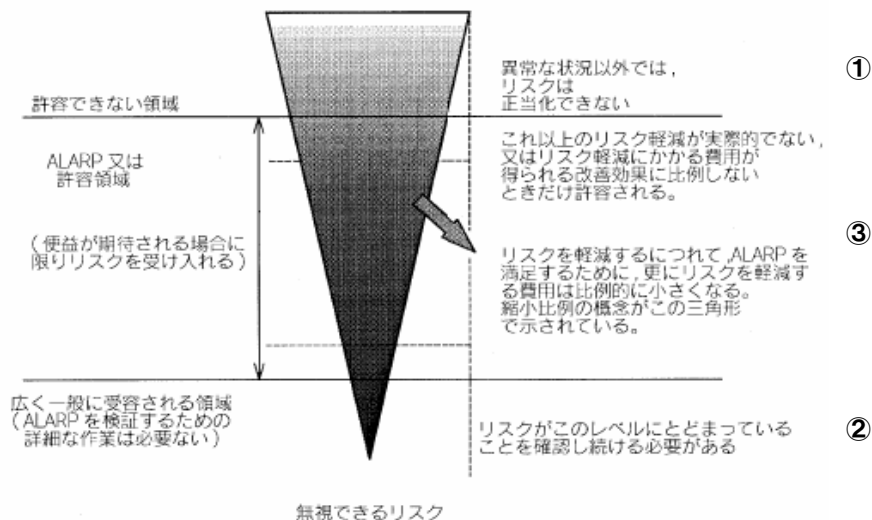 異常な状況以外では,
リスクは
正当化できない
①
許容できない領域
これ以上のリスク軽減が実際的でない,
又はリスク軽減にかかる費用が
得られる改善効果に比例しない
ときだけ許容される。
ALARP 又は
許容領域
③
(便益が期待される場合に
限りリスクを受け入れる)
リスクを軽減するにつれて,ALARP を
満足するために,更にリスクを軽減す
る費用は比例的に小さくなる。
縮小比例の概念がこの三角形
で示されている。
広く一般に受容される領域
(ALARP を検証するための
詳細な作業は必要ない)
リスクがこのレベルにとどまっている
ことを確認し続ける必要がある
②
無視できるリスク